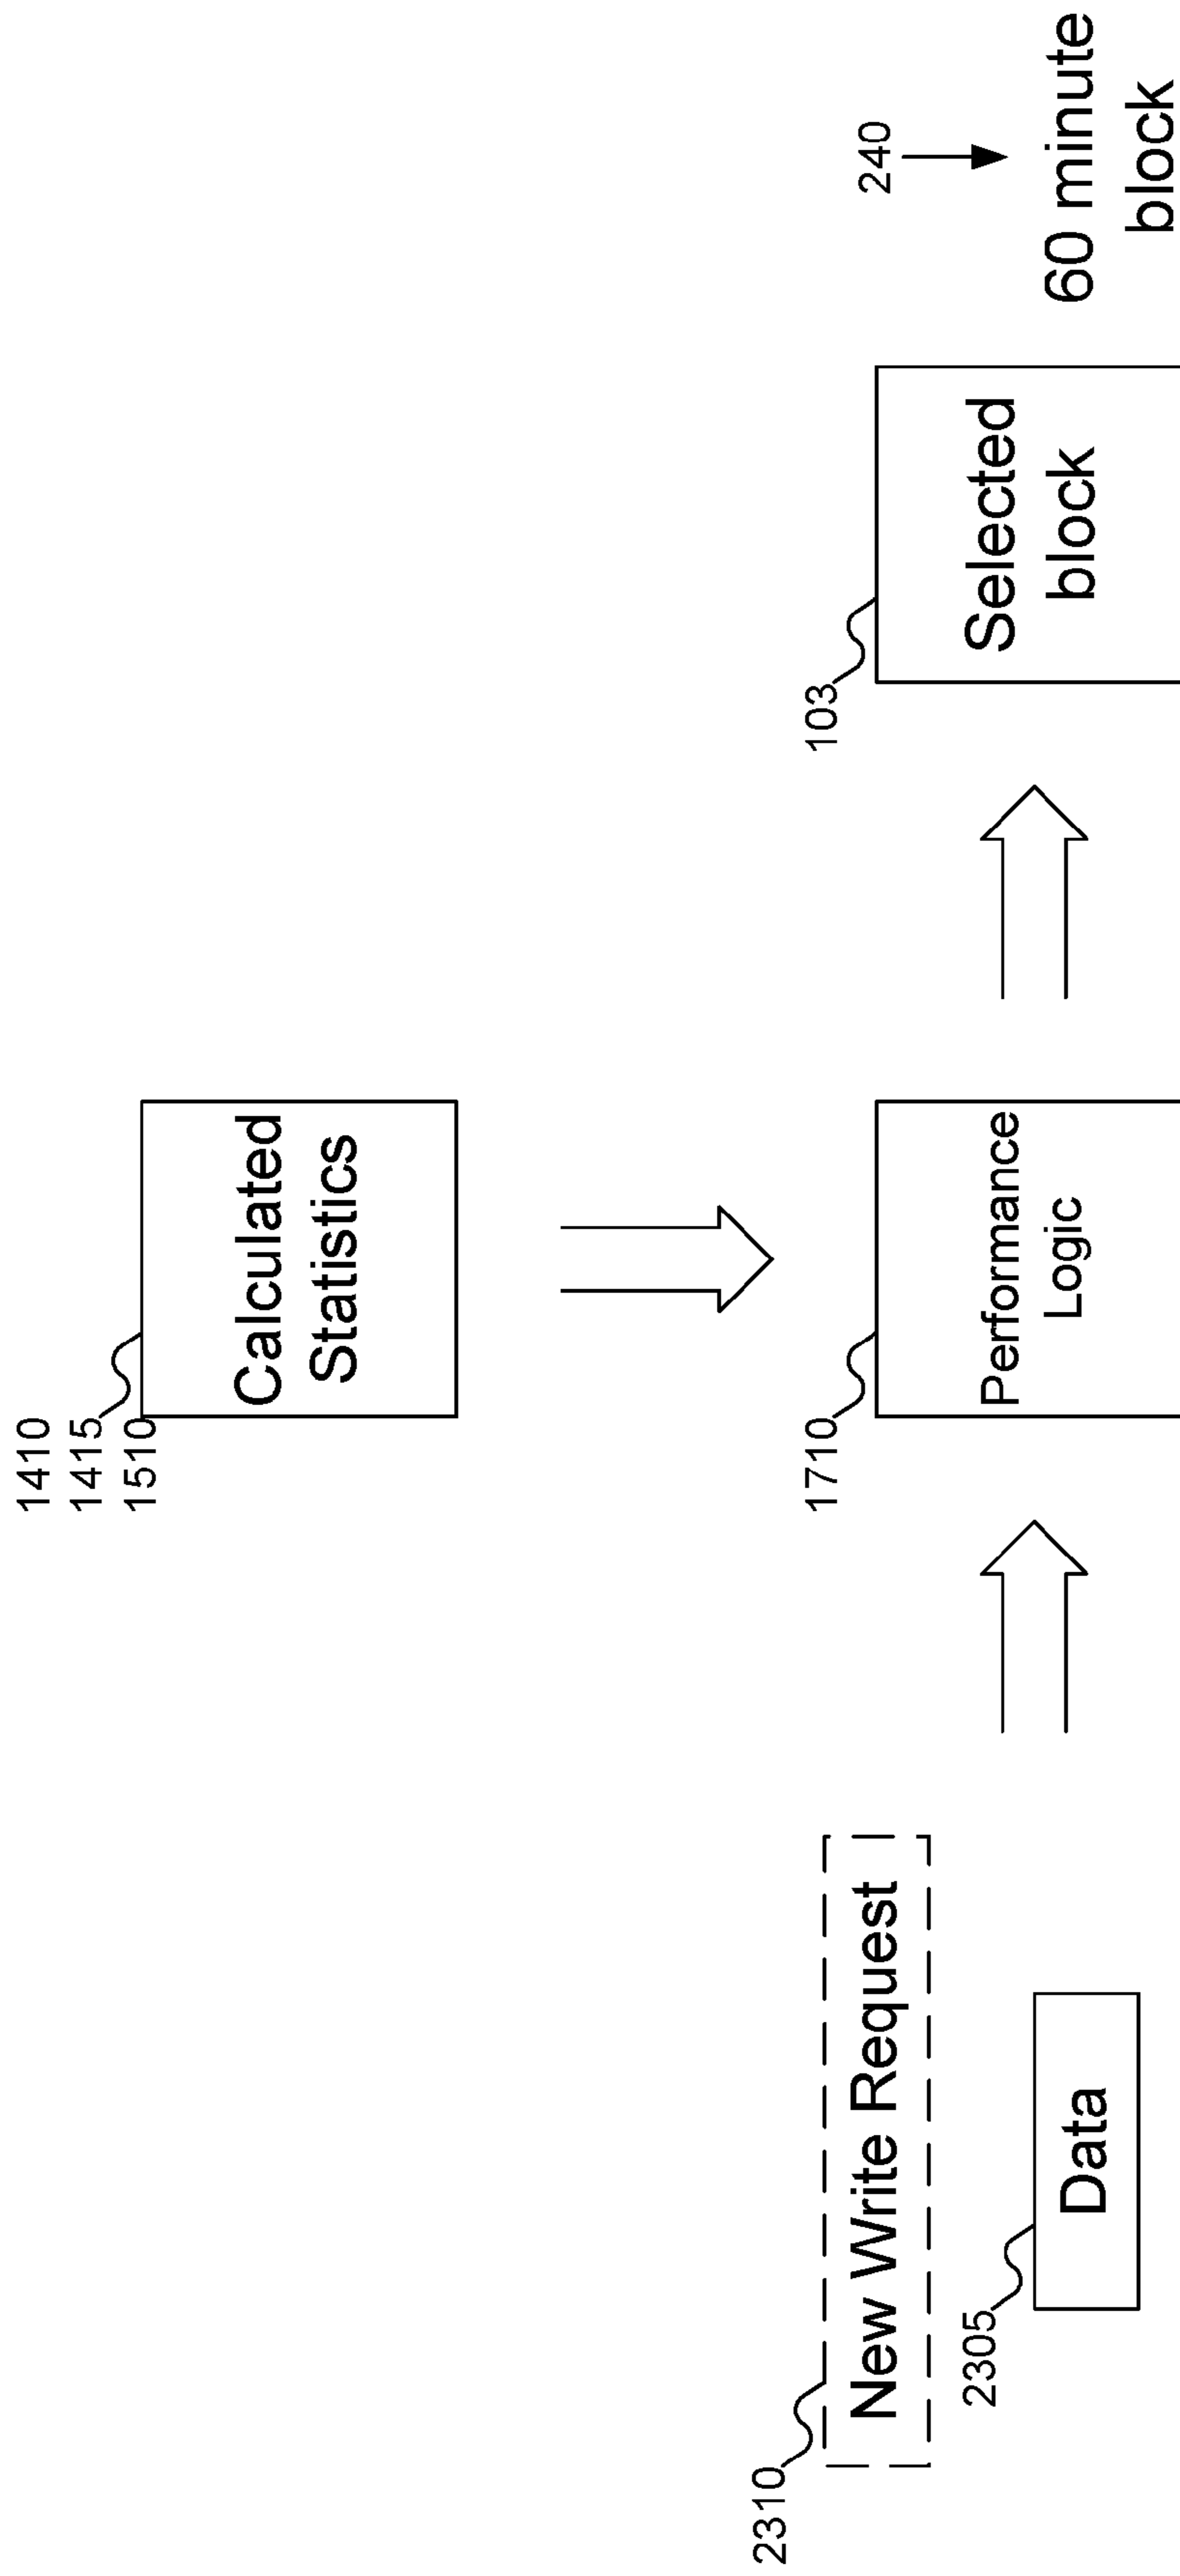 1410
1415
1510
Calculated
Statistics
2310
New Write Request
2305
Data
1710
Performance
Logic
103
Selected
block
240
60 minute
block